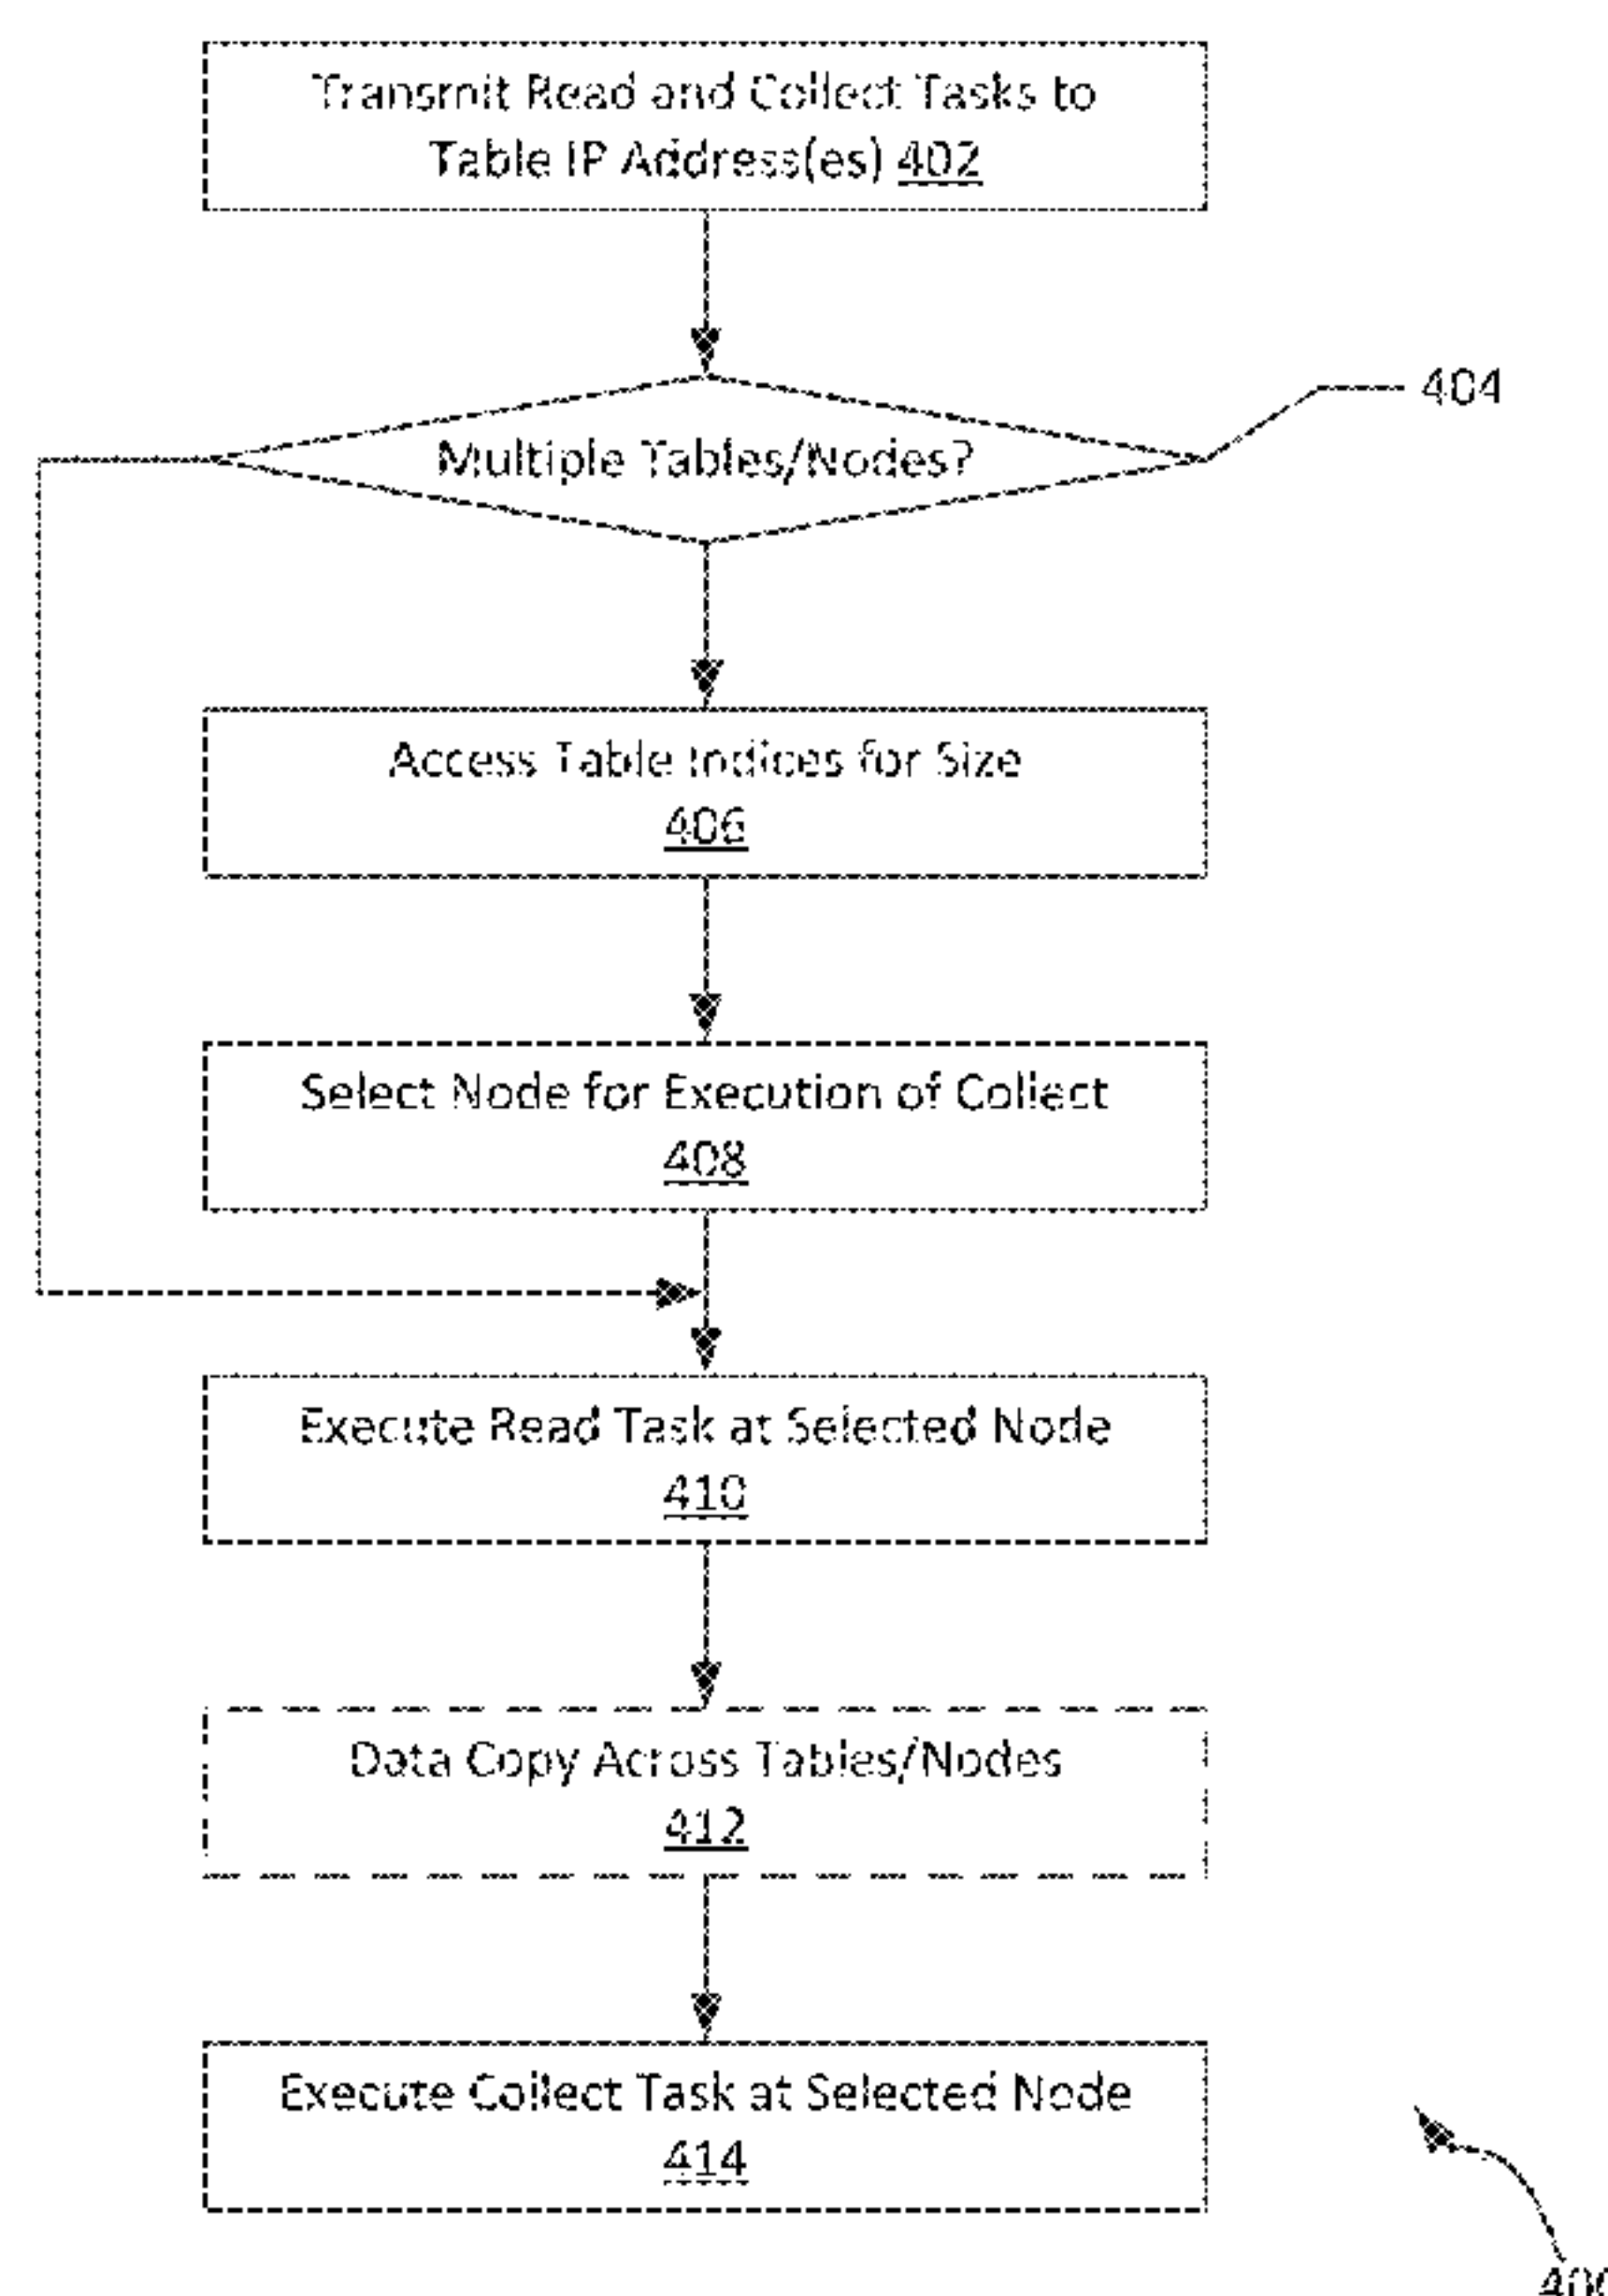 Transmit Read and Collect Tasks to
Table IP Address(es) 402
404
Multiple Tables/Nodes?
Access Table Indices for Size
406
Select Node for Execution of Collect
408
Execute Read Task at Selected Node
410
Data Copy Across Tables/Nodes
412
Execute Collect Task at Selected Node
414